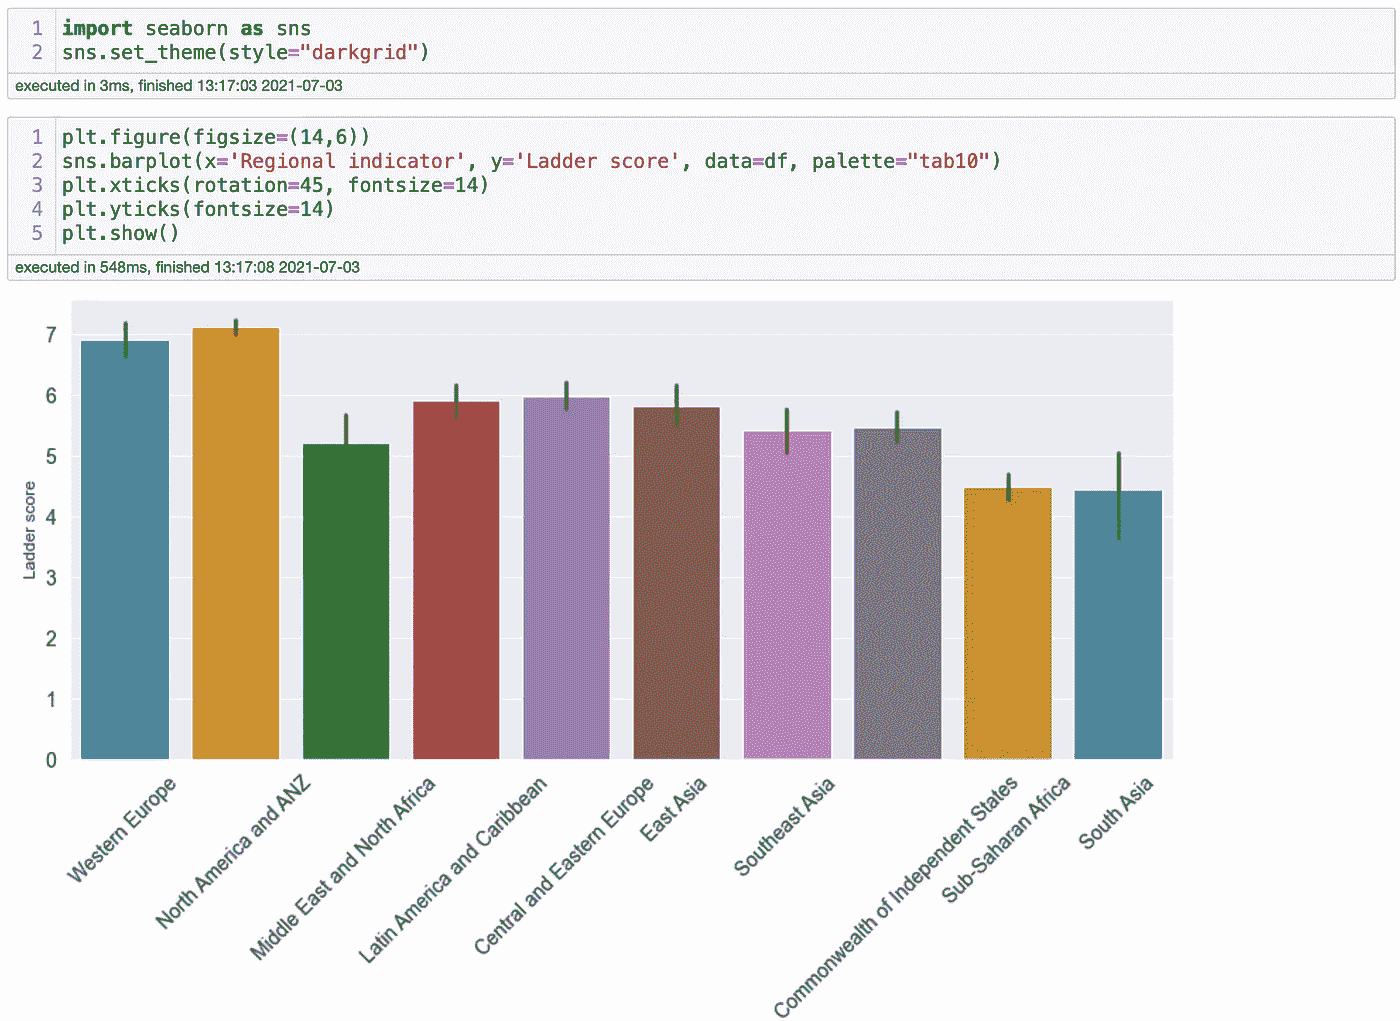 1 import seaborn as sns
2 sns.set_theme(style="darkgrid")
executed in 3ms, finished 13:17:03 2021-07-03
1 plt.figure(figsize=(14,6))
2 sns.barplot(x='Regional indicator', y='Ladder score', data=df, palette="tab10")
3 plt.xticks(rotation=45, fontsize=14)
4 plt.yticks(fontsize=14)
5 plt.show()
executed in 548ms, finished 13:17:08 2021-07-03
7
6
5
4
3
2
1
0
Ladder score
Western Europe
North America and ANZ
Middle East and North Africa
Latin America and Caribbean
Central and Eastern Europe
East Asia
Southeast Asia
Commonwealth of Independent States
Sub-Saharan Africa
South Asia